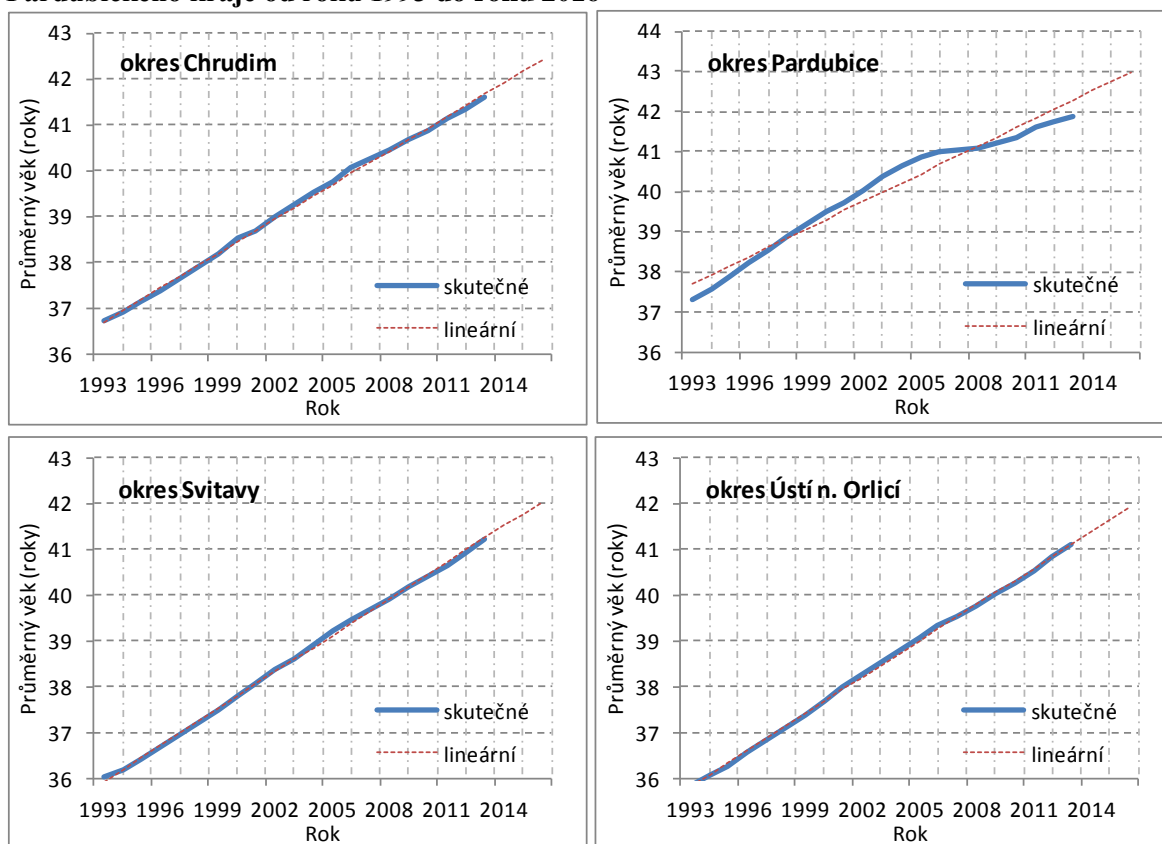 Pardubického kraje od roku 1993 do roku 2016
okres Chrudim
Průměrný věk (roky)
43
42
41
40
39
38
37
36
skutečné
lineární
1993 1996 1999 2002 2005 2008 2011 2014
Rok
okres Pardubice
Průměrný věk (roky)
44
43
42
41
40
39
38
37
36
skutečné
lineární
1993 1996 1999 2002 2005 2008 2011 2014
Rok
okres Svitavy
Průměrný věk (roky)
43
42
41
40
39
38
37
36
skutečné
lineární
1993 1996 1999 2002 2005 2008 2011 2014
Rok
okres Ústí n. Orlicí
Průměrný věk (roky)
43
42
41
40
39
38
37
36
skutečné
lineární
1993 1996 1999 2002 2005 2008 2011 2014
Rok